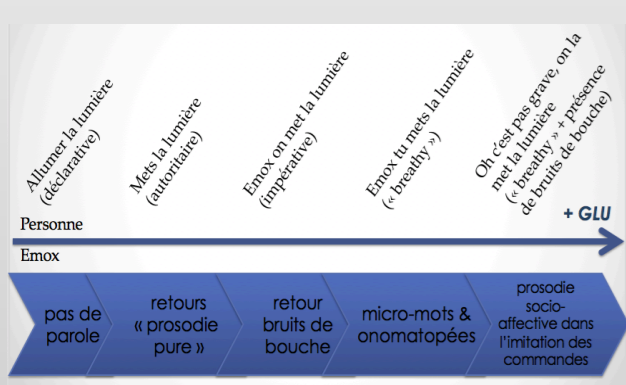 Allumer la lumière
(déclarative)
Mets la lumière
(autoritaire)
Emox on met la lumière
(impérative)
Emox tu mets la lumière
(« breathy »)
Oh c'est pas grave, on la
met la lumière
(« breathy » + présence
de bruits de bouche)
+ GLU
Personne
Emox
pas de
parole
retours
« prosodie
pure »
retour
bruits de
bouche
micro-mots &
onomatopées
prosodie
socio-
affective dans
l'imitation des
commandes